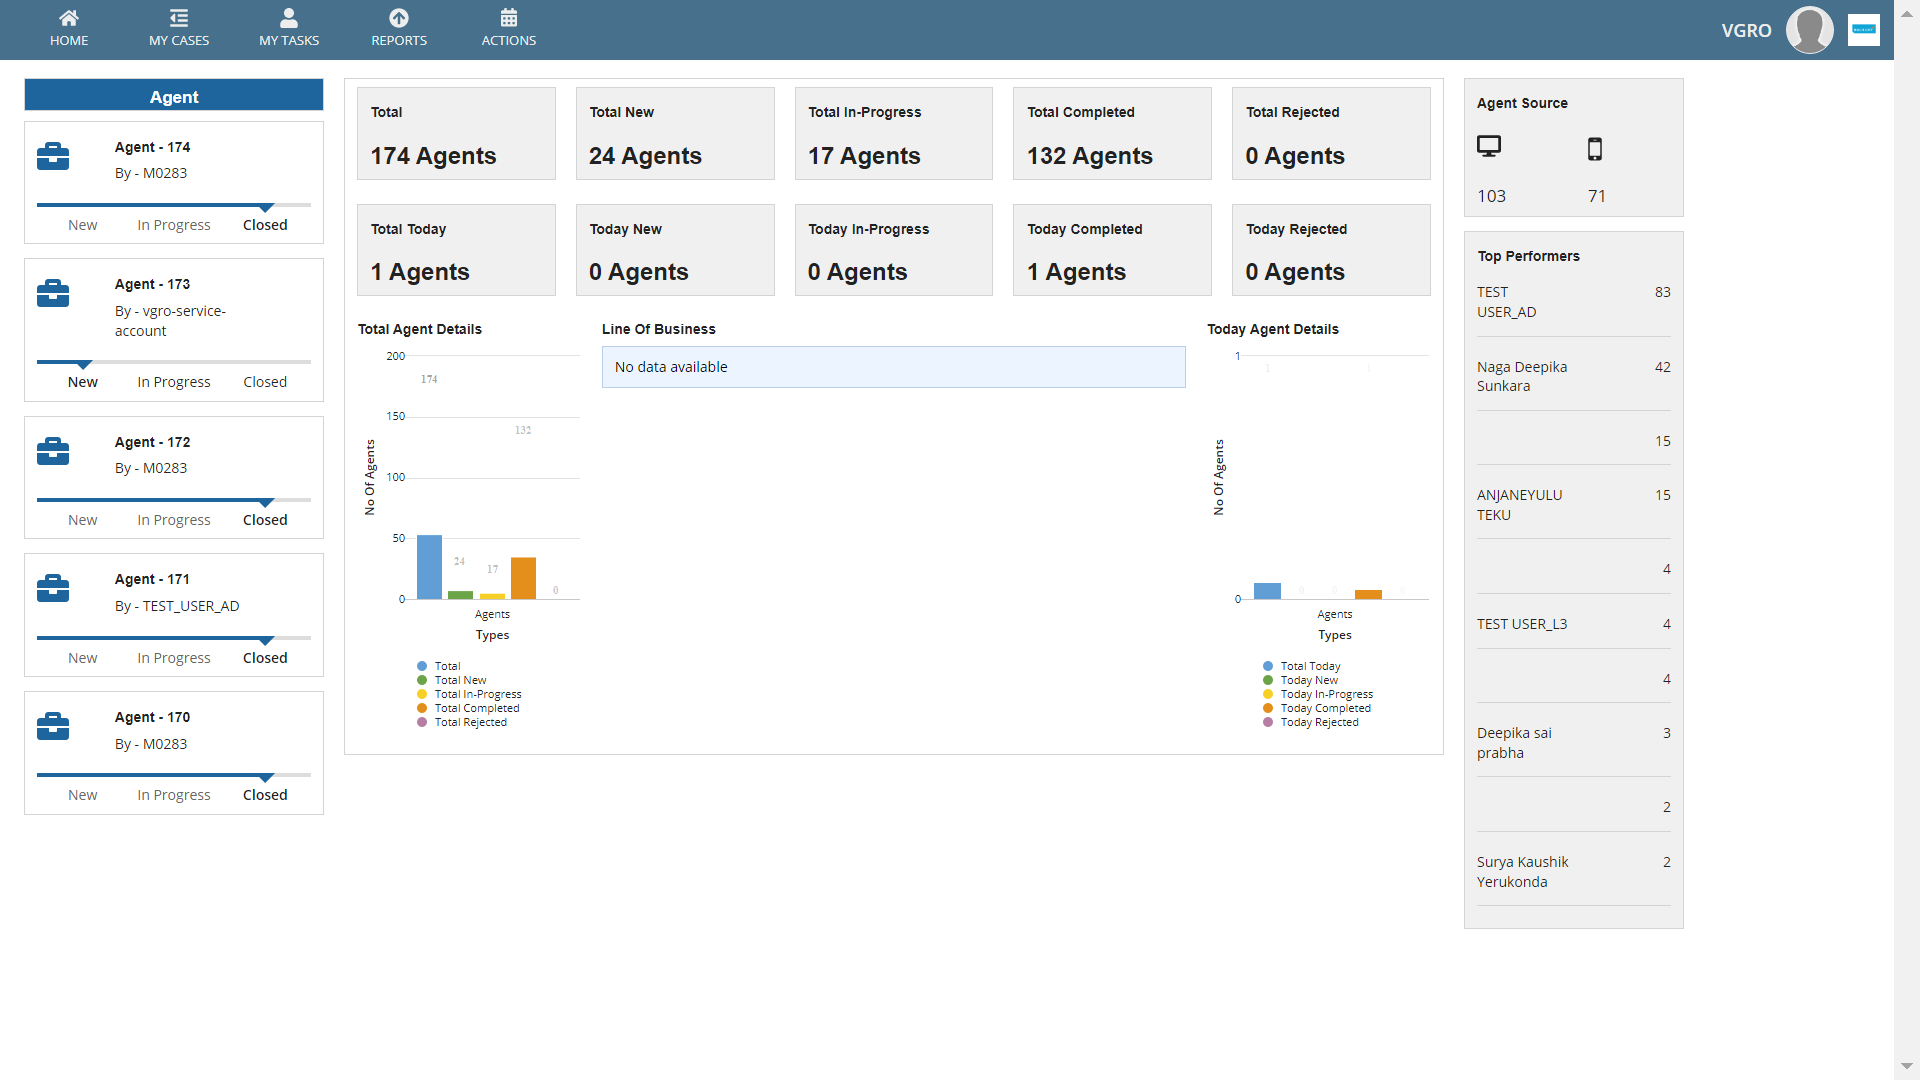 HOME
MY CASES
MY TASKS
REPORTS
ACTIONS
VGRO
Agent
Agent - 174
By - M0283
New In Progress Closed
Agent - 173
By - vgro-service-
account
New In Progress Closed
Agent - 172
By - M0283
New In Progress Closed
Agent - 171
By - TEST_USER_AD
New In Progress Closed
Agent - 170
By - M0283
New In Progress Closed
Total
174 Agents
Total New
24 Agents
Total In-Progress
17 Agents
Total Completed
132 Agents
Total Rejected
0 Agents
Total Today
1 Agents
Today New
0 Agents
Today In-Progress
0 Agents
Today Completed
1 Agents
Today Rejected
0 Agents
Total Agent Details
200
150
100
50
0
No Of Agents
174
24
17
132
0
Agents
Types
Total
Total New
Total In-Progress
Total Completed
Total Rejected
Line Of Business
No data available
Today Agent Details
1
0
No Of Agents
1
0
0
1
0
Agents
Types
Total Today
Today New
Today In-Progress
Today Completed
Today Rejected
Agent Source
103
71
Top Performers
TEST
USER_AD
83
Naga Deepika
Sunkara
42
15
ANJANEYULU
TEKU
15
4
TEST USER_L3
4
4
Deepika sai
prabha
3
2
Surya Kaushik
Yerukonda
2